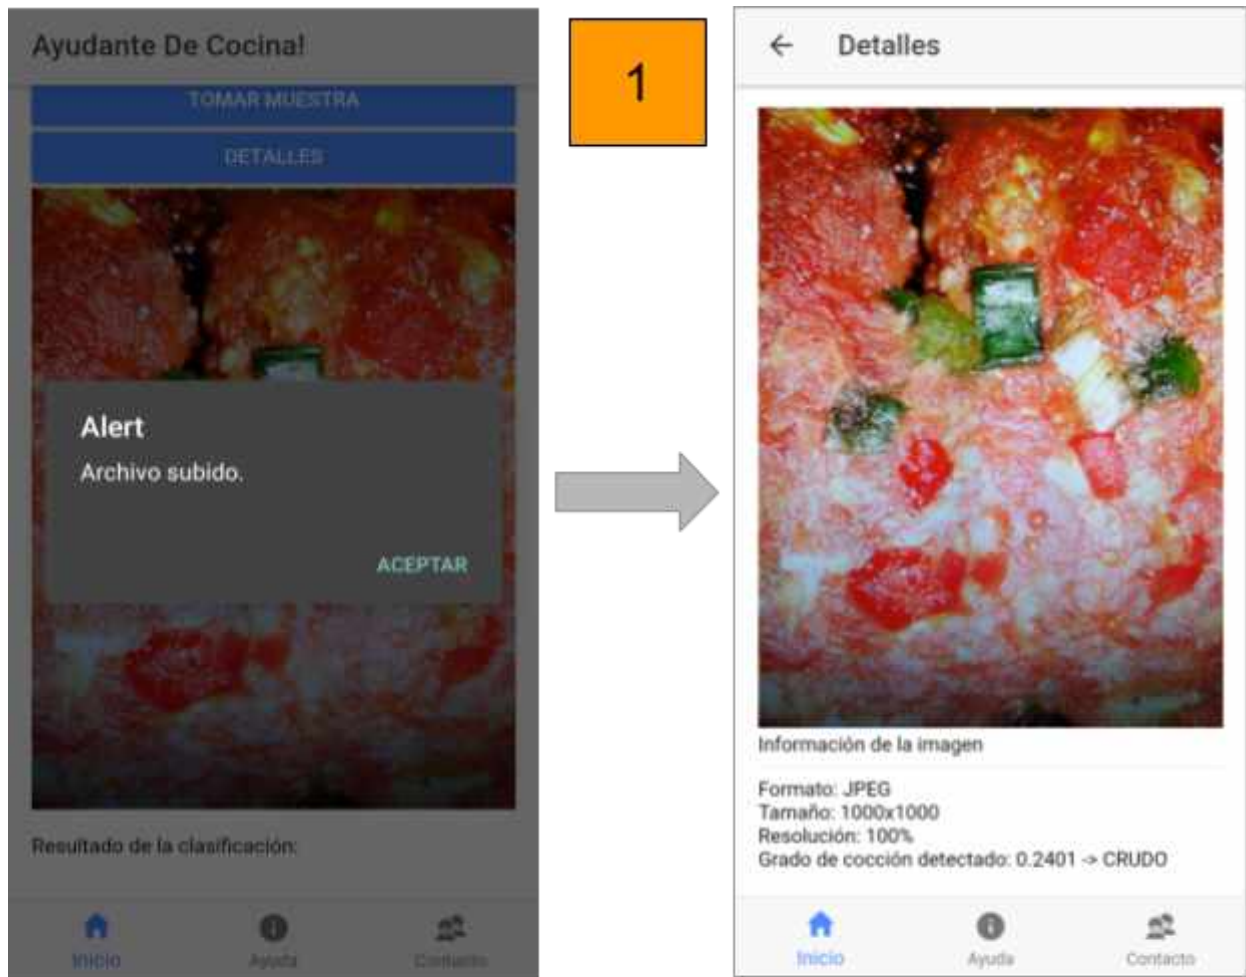 Ayudante De Cocina!
TOMAR MUESTRA
DETALLES
Alert
Archivo subido.
ACEPTAR
Resultado de la clasificación:
Inicio
Ayuda
Contacto
1
Detalles
Información de la imagen
Formato: JPEG
Tamaño: 1000x1000
Resolución: 100%
Grado de cocción detectado: 0.2401 -> CRUDO
Inicio
Ayuda
Contacto